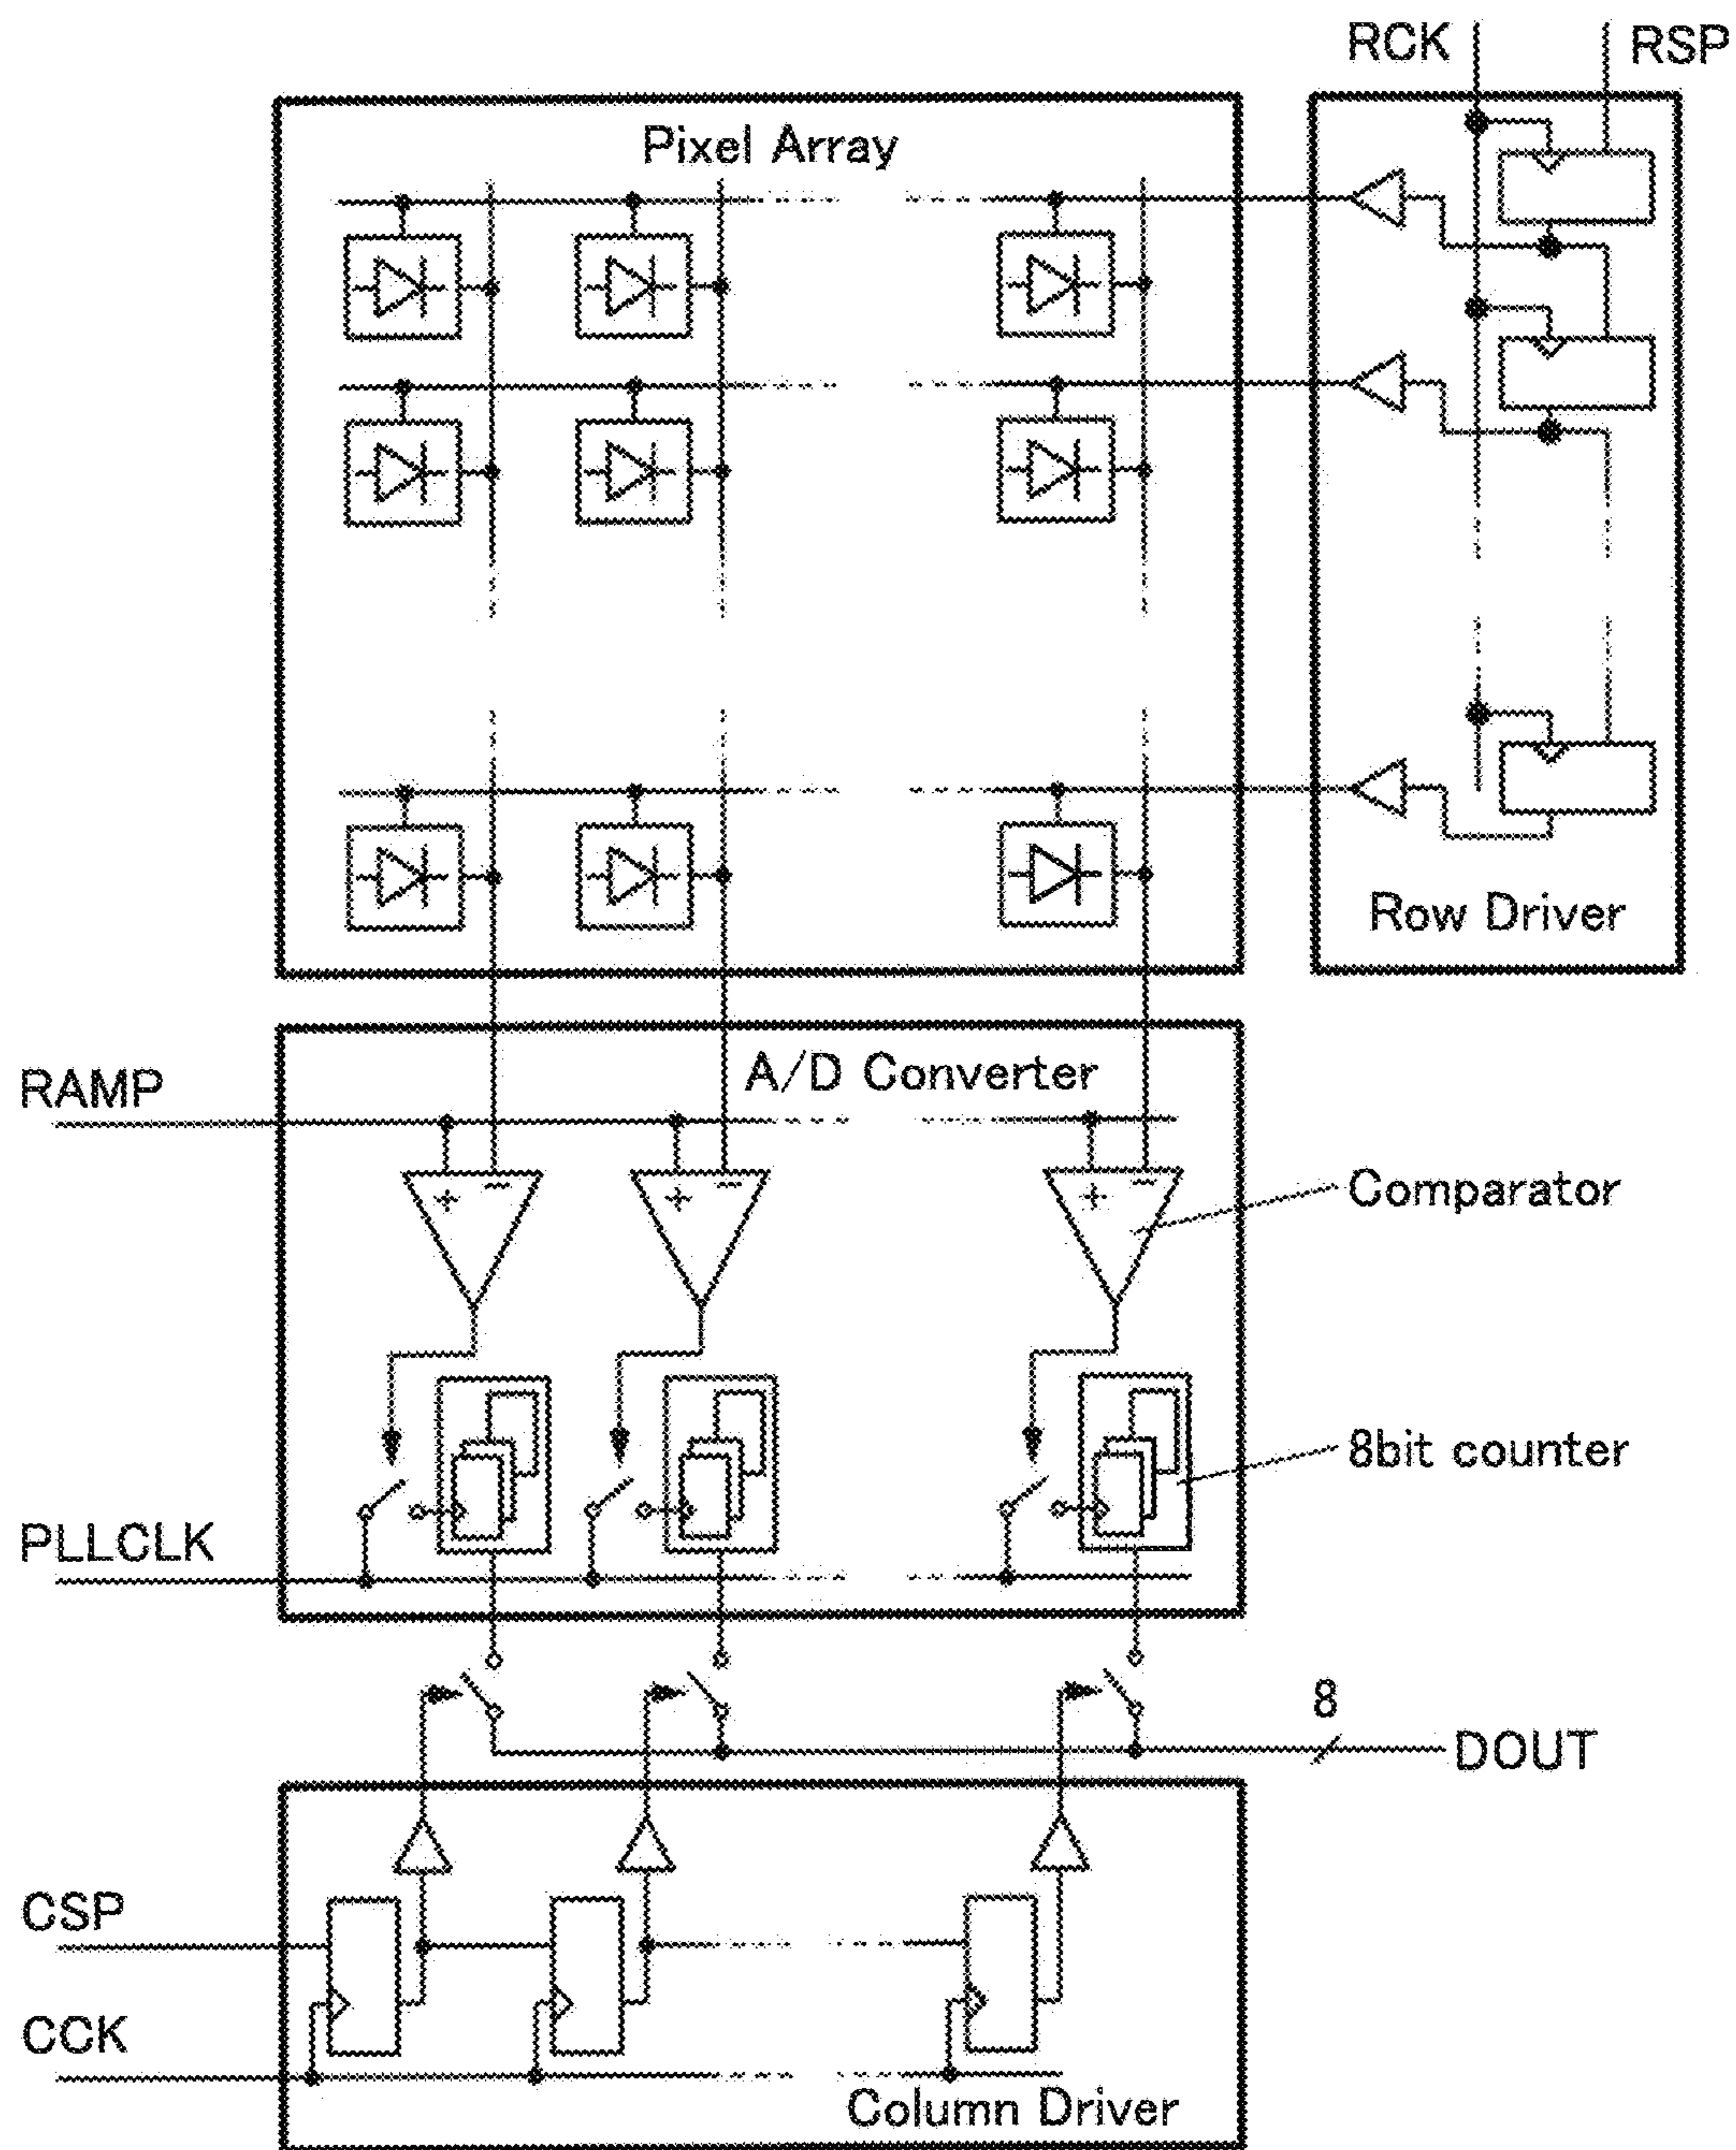 RCK
RSP
Pixel Array
Row Driver
A/D Converter
RAMP
+ −
+ −
+ −
Comparator
8bit counter
PLLCLK
8
DOUT
CSP
CCK
Column Driver